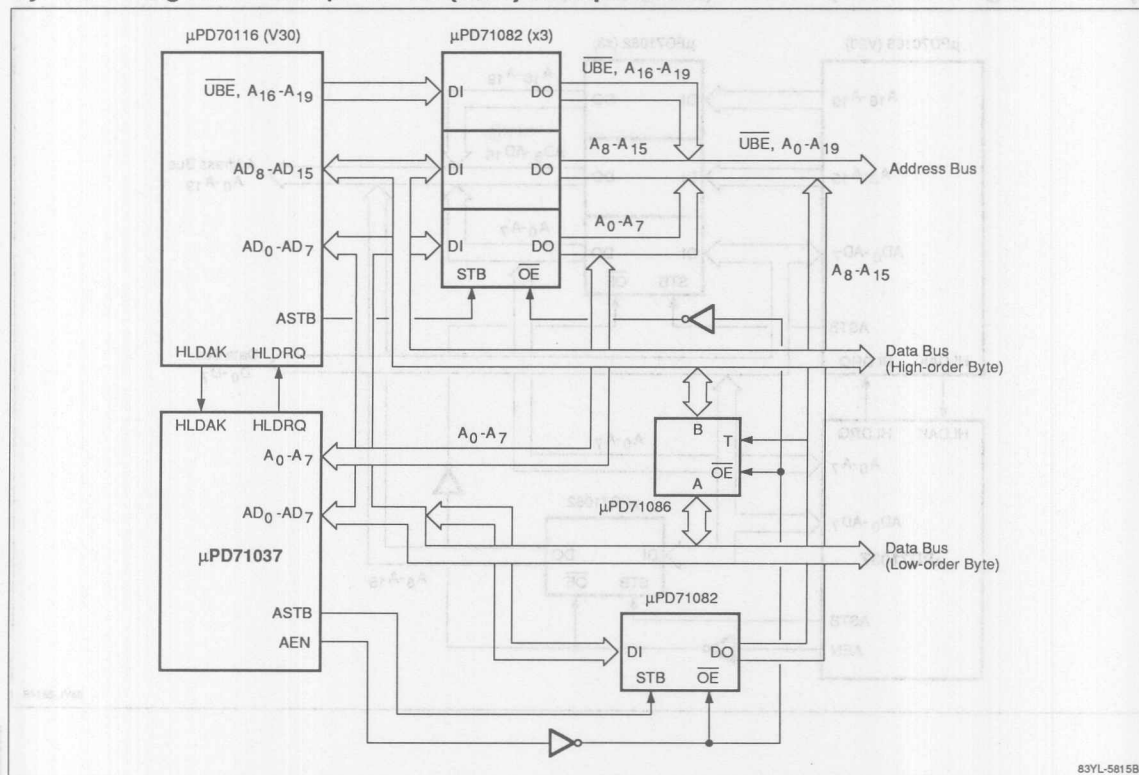 µPD70116 (V30)
µPD71082 (x3)
UBE, A16-A19
DI
DO
UBE, A16-A19
AD8-AD15
DI
DO
A8-A15
UBE, A0-A19
Address Bus
AD0-AD7
DI
DO
A0-A7
STB
OE
A8-A15
ASTB
HLDAK
HLDRQ
Data Bus
(High-order Byte)
HLDAK
HLDRQ
A0-A7
A0-A7
B
T
OE
A
µPD71086
AD0-AD7
µPD71037
Data Bus
(Low-order Byte)
µPD71082
ASTB
AEN
DI
DO
STB
OE
83YL-5815B